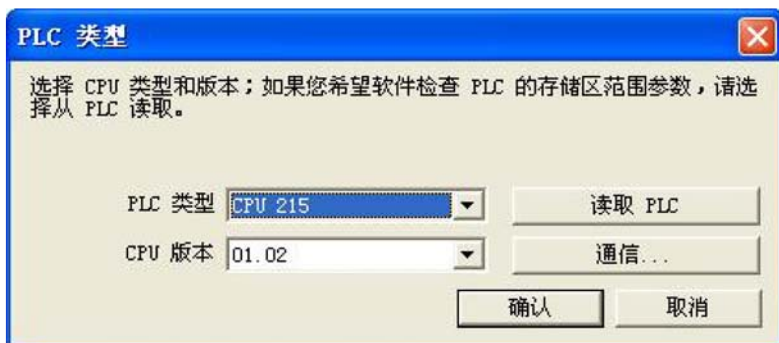 PLC 类型
选择 CPU 类型和版本；如果您希望软件检查 PLC 的存储区范围参数，请选
择从 PLC 读取。
PLC 类型 CPU 215 读取 PLC
CPU 版本 01.02 通信...
确认 取消